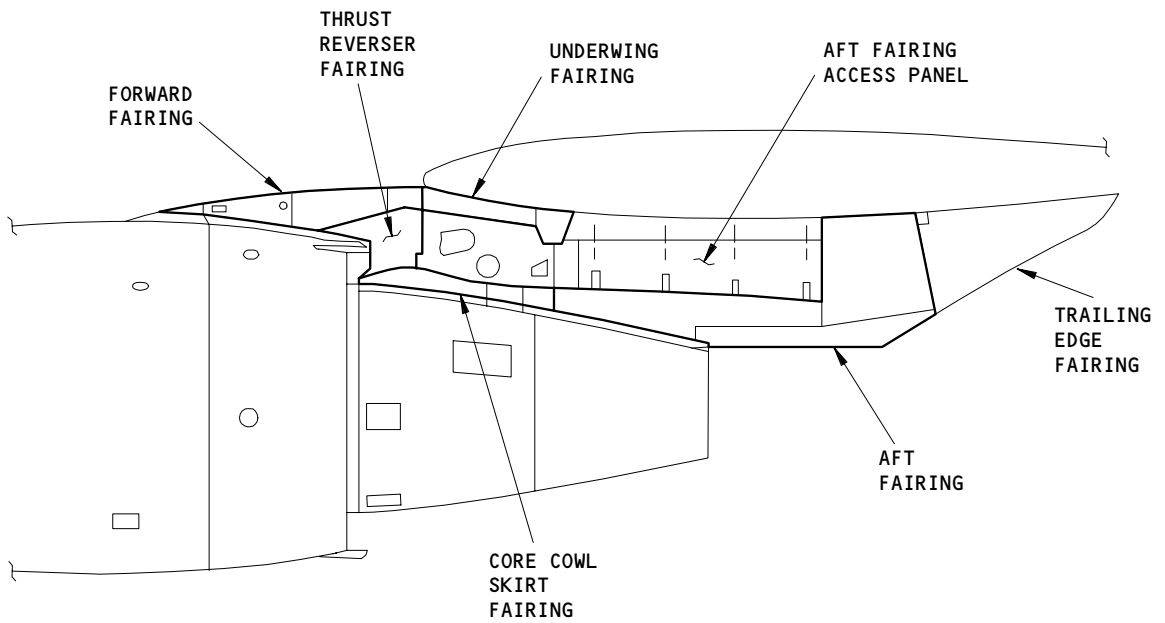 THRUST
REVERSER
FAIRING
UNDERWING
FAIRING
AFT FAIRING
ACCESS PANEL
FORWARD
FAIRING
TRAILING
EDGE
FAIRING
AFT
FAIRING
CORE COWL
SKIRT
FAIRING